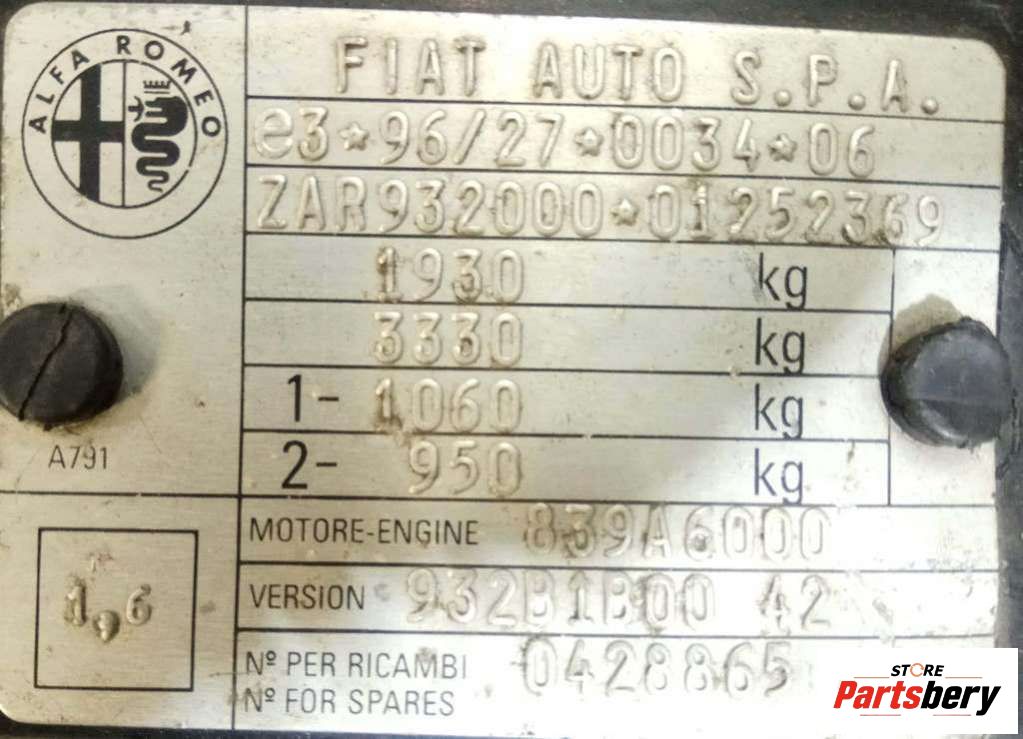 ALFA ROMEO
FIAT AUTO S.P.A.
e3*96/27*0034*06
ZAR932000*01252369
1930 kg
3330 kg
1- 1060 kg
2- 950 kg
A791
MOTORE-ENGINE 839A6000
1,6
VERSION 932B1B00 42
Nº PER RICAMBI 0428865
Nº FOR SPARES
STORE
Partsbery